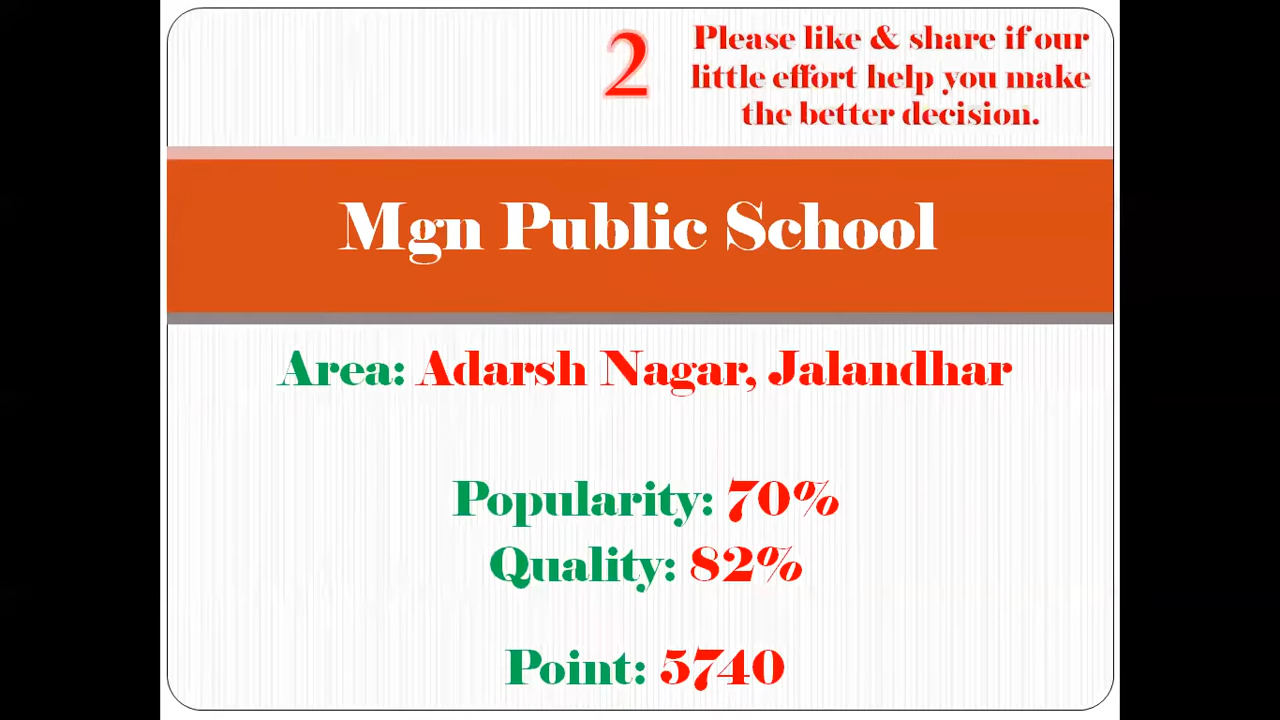 2
Please like & share if our
little effort help you make
the better decision.
Mgn Public School
Area: Adarsh Nagar, Jalandhar
Popularity: 70%
Quality: 82%
Point: 5740